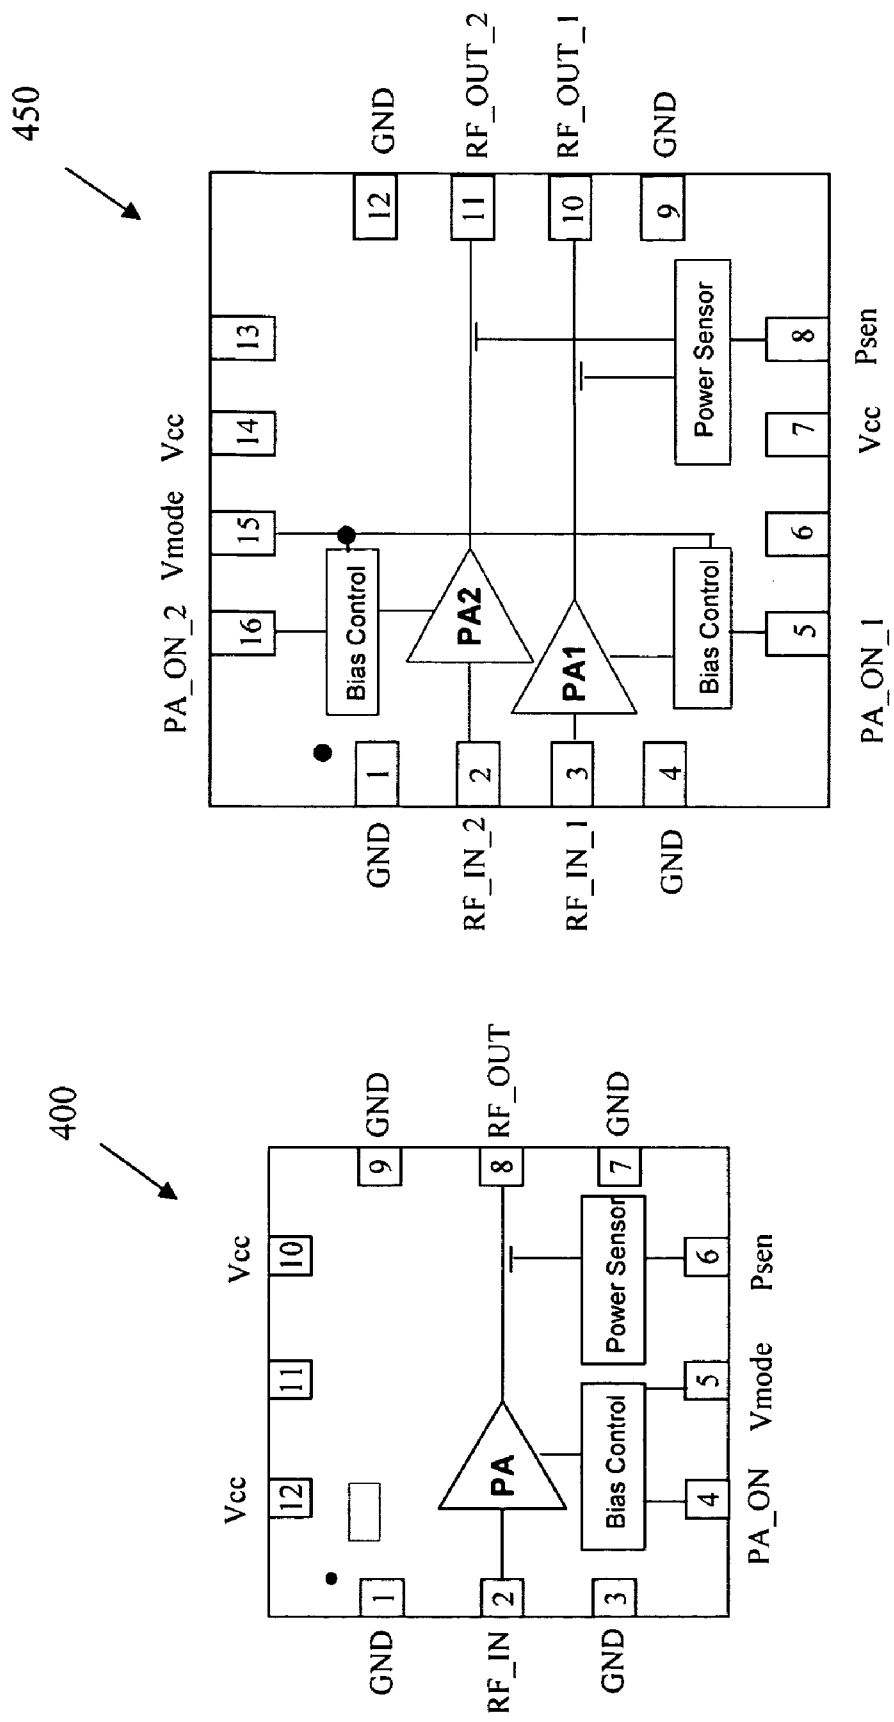 400
Vcc
Vcc
12
11
10
GND
1
9
GND
RF_IN
2
PA
8
RF_OUT
GND
3
Bias Control
Power Sensor
7
GND
4
5
6
PA_ON
Vmode
Psen
450
PA_ON_2
Vmode
Vcc
16
15
14
13
GND
1
Bias Control
12
GND
RF_IN_2
2
PA2
11
RF_OUT_2
RF_IN_1
3
PA1
10
RF_OUT_1
GND
4
Bias Control
Power Sensor
9
GND
5
6
7
8
PA_ON_1
Vcc
Psen